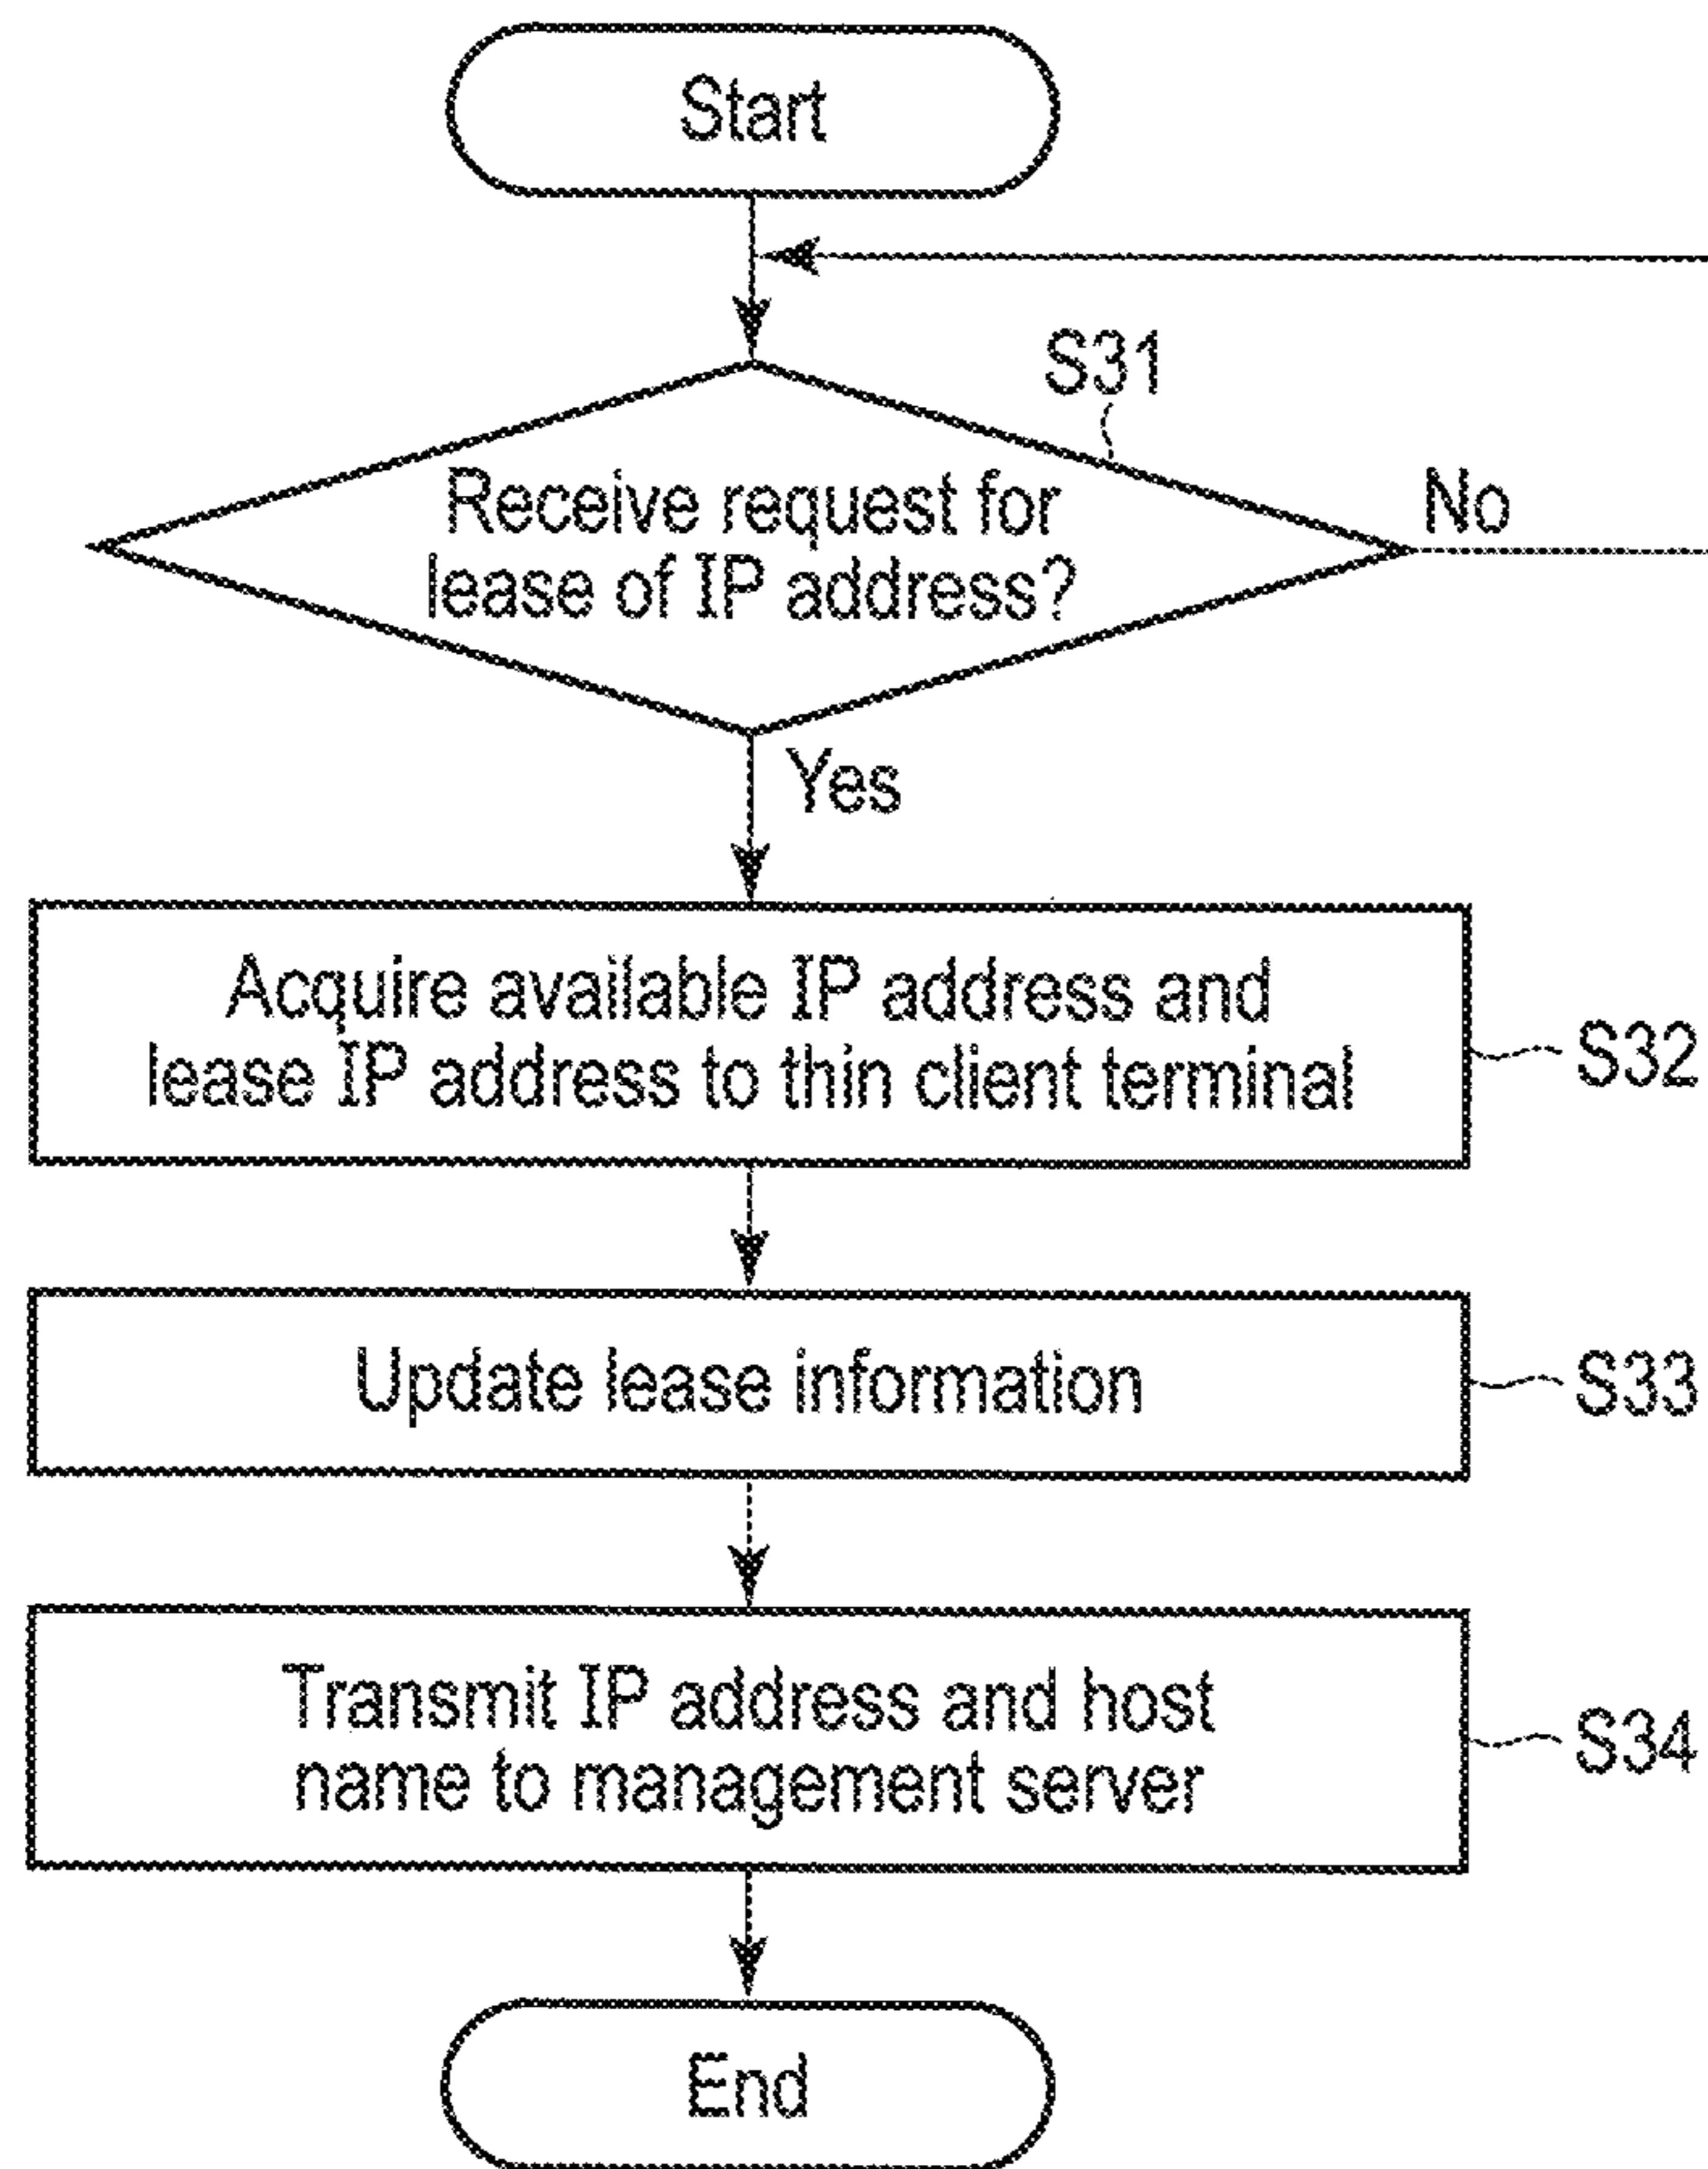 Start
S31
Receive request for
lease of IP address?
No
Yes
Acquire available IP address and
lease IP address to thin client terminal
S32
Update lease information
S33
Transmit IP address and host
name to management server
S34
End